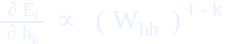 ∂ E_t / ∂ h_k ∝ ( W_hh )^{t - k}